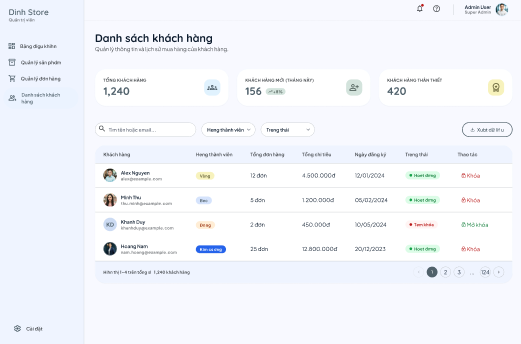 Dinh Store
Quản trị viên
Admin User
Super Admin
Bảng điều khiển
Quản lý sản phẩm
Quản lý đơn hàng
Danh sách khách
hàng
Cài đặt
Danh sách khách hàng
Quản lý thông tin và lịch sử mua hàng của khách hàng.
TỔNG KHÁCH HÀNG
1,240
KHÁCH HÀNG MỚI (THÁNG NÀY)
156
KHÁCH HÀNG THÂN THIẾT
420
Tìm tên hoặc email...
Hạng thành viên
Trạng thái
Xuất dữ liệu
Khách hàng Hạng thành viên Tổng đơn hàng Tổng chi tiêu Ngày đăng ký Trạng thái Thao tác
Alex Nguyen
alex@example.com
Vàng 12 đơn 4.500.000đ 12/01/2024 Hoạt động Khóa
Minh Thu
thu.minh@example.com
Bạc 5 đơn 1.200.000đ 05/02/2024 Hoạt động Khóa
KD Khanh Duy
khanhduy@example.com
Đồng 2 đơn 450.000đ 10/05/2024 Tạm khóa Mở khóa
Hoang Nam
nam.hoang@example.com
Kim cương 25 đơn 12.800.000đ 20/12/2023 Hoạt động Khóa
Hiển thị 1-4 trên tổng số 1,240 khách hàng
1 2 3 ... 124